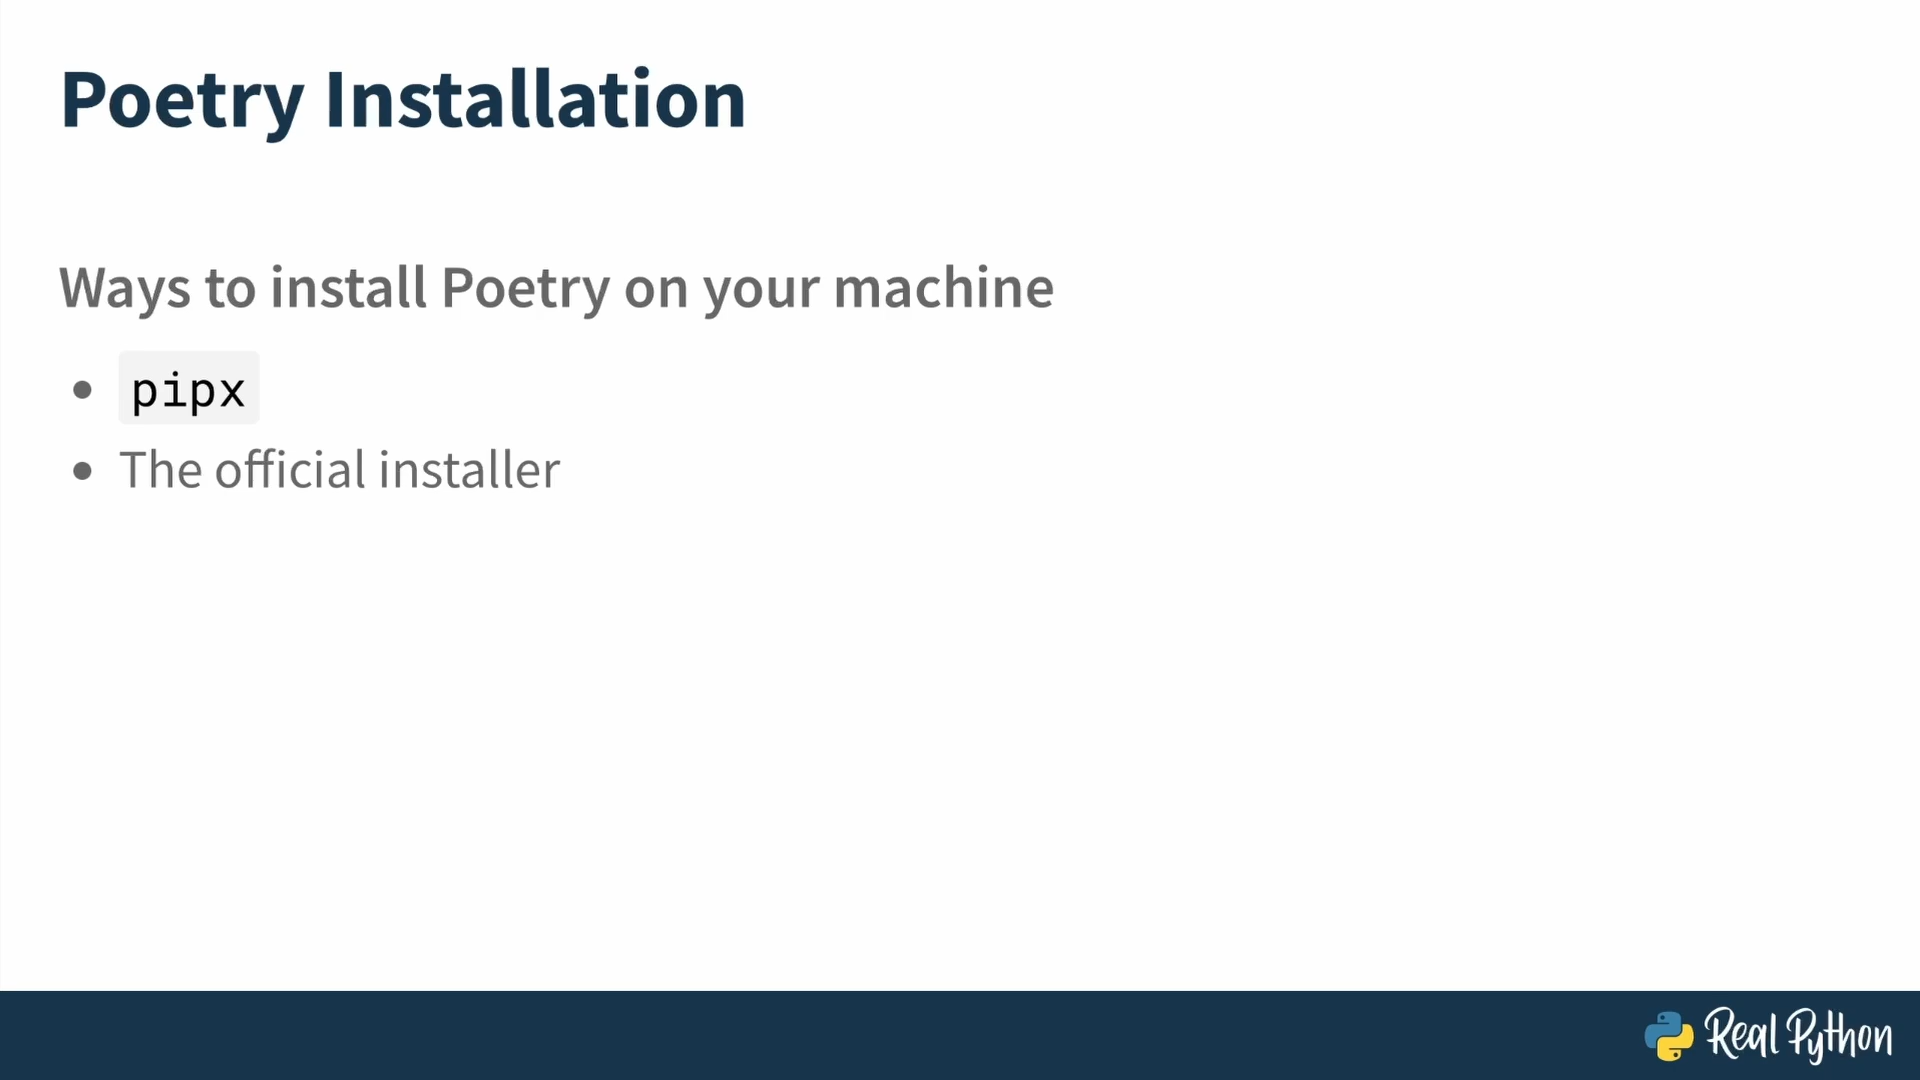 Poetry Installation
Ways to install Poetry on your machine
• pipx
• The official installer
Real Python